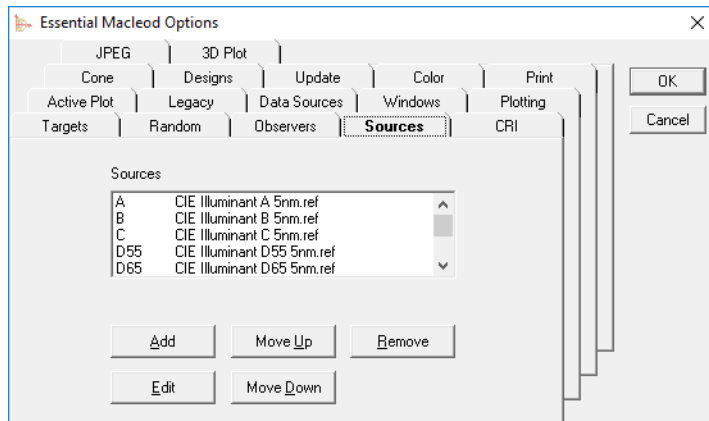 Essential Macleod Options
JPEG 3D Plot
Cone Designs Update Color Print
OK
Active Plot Legacy Data Sources Windows Plotting
Cancel
Targets Random Observers Sources CRI
Sources
A CIE Illuminant A 5nm.ref
B CIE Illuminant B 5nm.ref
C CIE Illuminant C 5nm.ref
D55 CIE Illuminant D55 5nm.ref
D65 CIE Illuminant D65 5nm.ref
Add Move Up Remove
Edit Move Down